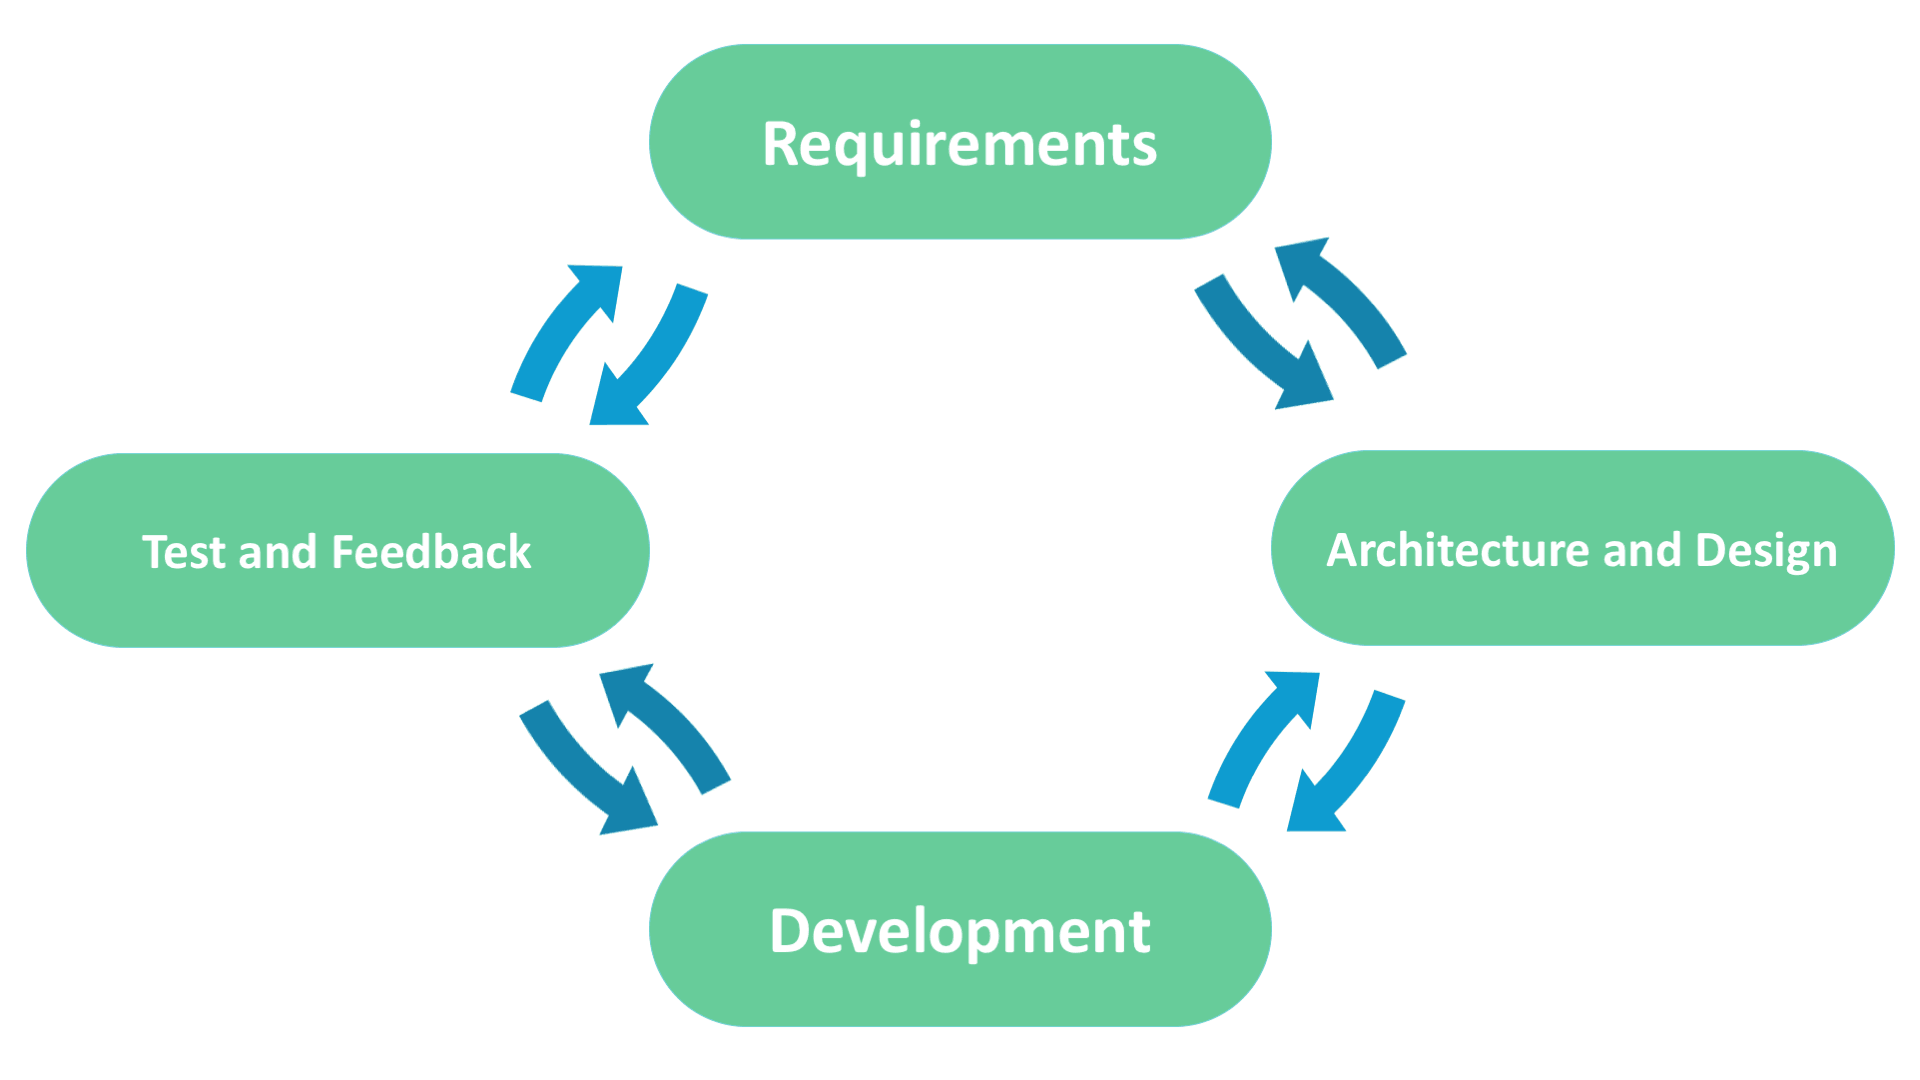 Requirements
Test and Feedback
Architecture and Design
Development